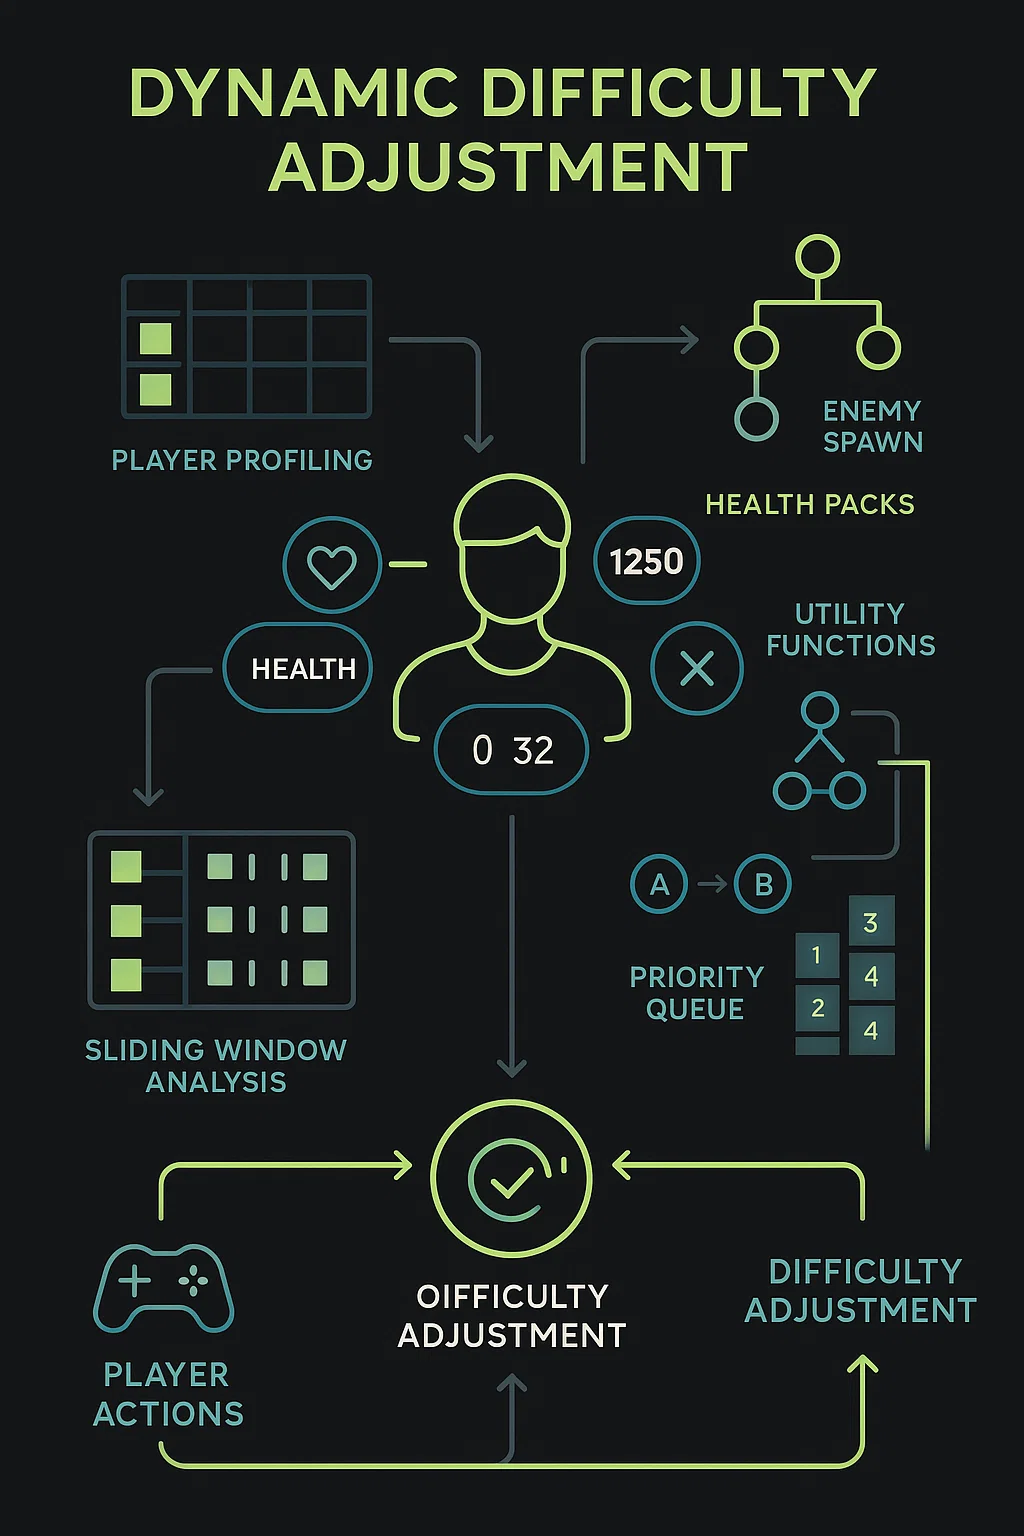 DYNAMIC DIFFICULTY
ADJUSTMENT
PLAYER PROFILING
ENEMY
SPAWN
HEALTH PACKS
1250
HEALTH
UTILITY
FUNCTIONS
0 32
A
B
PRIORITY
QUEUE
1
2
3
4
4
SLIDING WINDOW
ANALYSIS
OIFFICULTY
ADJUSTMENT
DIFFICULTY
ADJUSTMENT
PLAYER
ACTIONS